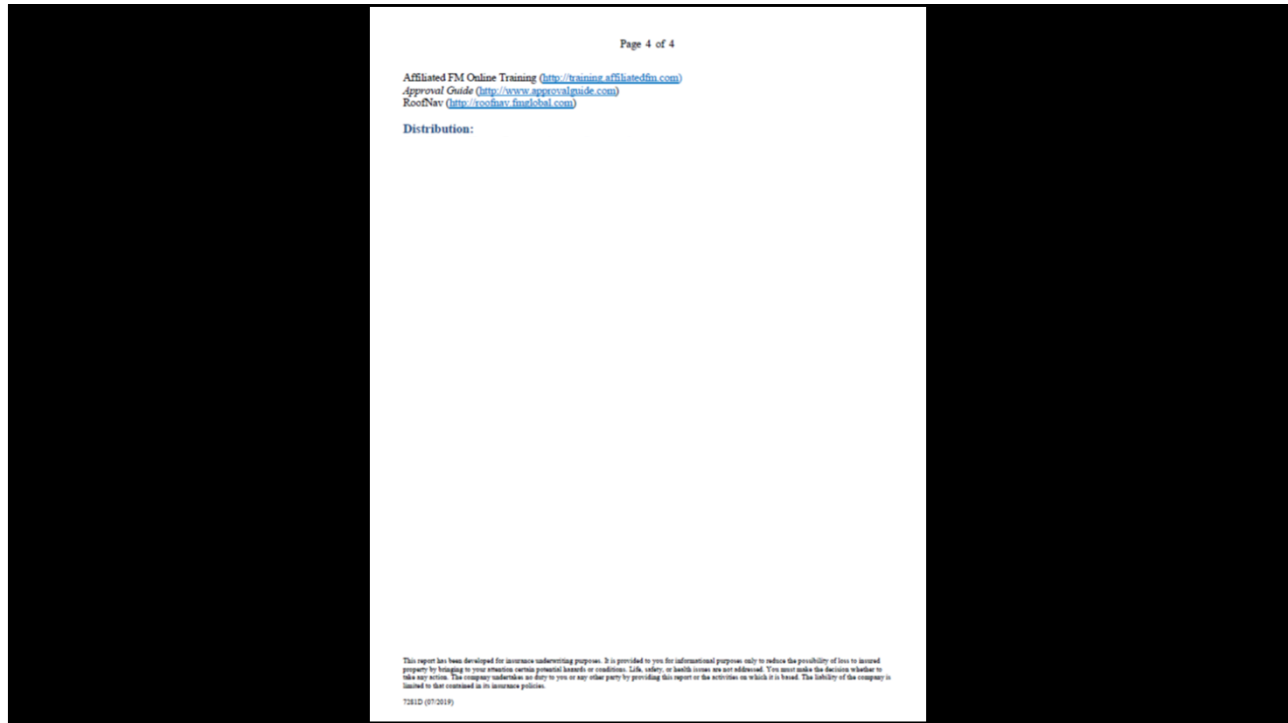 Page 4 of 4
Affiliated FM Online Training (http://training.affiliatedfm.com)
Approval Guide (http://www.approvalguide.com)
RoofNav (http://roofnav.fmglobal.com)
Distribution:
This report has been developed for insurance underwriting purposes. It is provided to you for informational purposes only to reduce the possibility of loss to insured
property by bringing to your attention certain potential hazards or conditions. Life, safety, or health issues are not addressed. You must make the decision whether to
take any action. The company undertakes no duty to you or any other party by providing this report or the activities on which it is based. The liability of the company is
limited to that contained in its insurance policies.
7281D (07/2019)